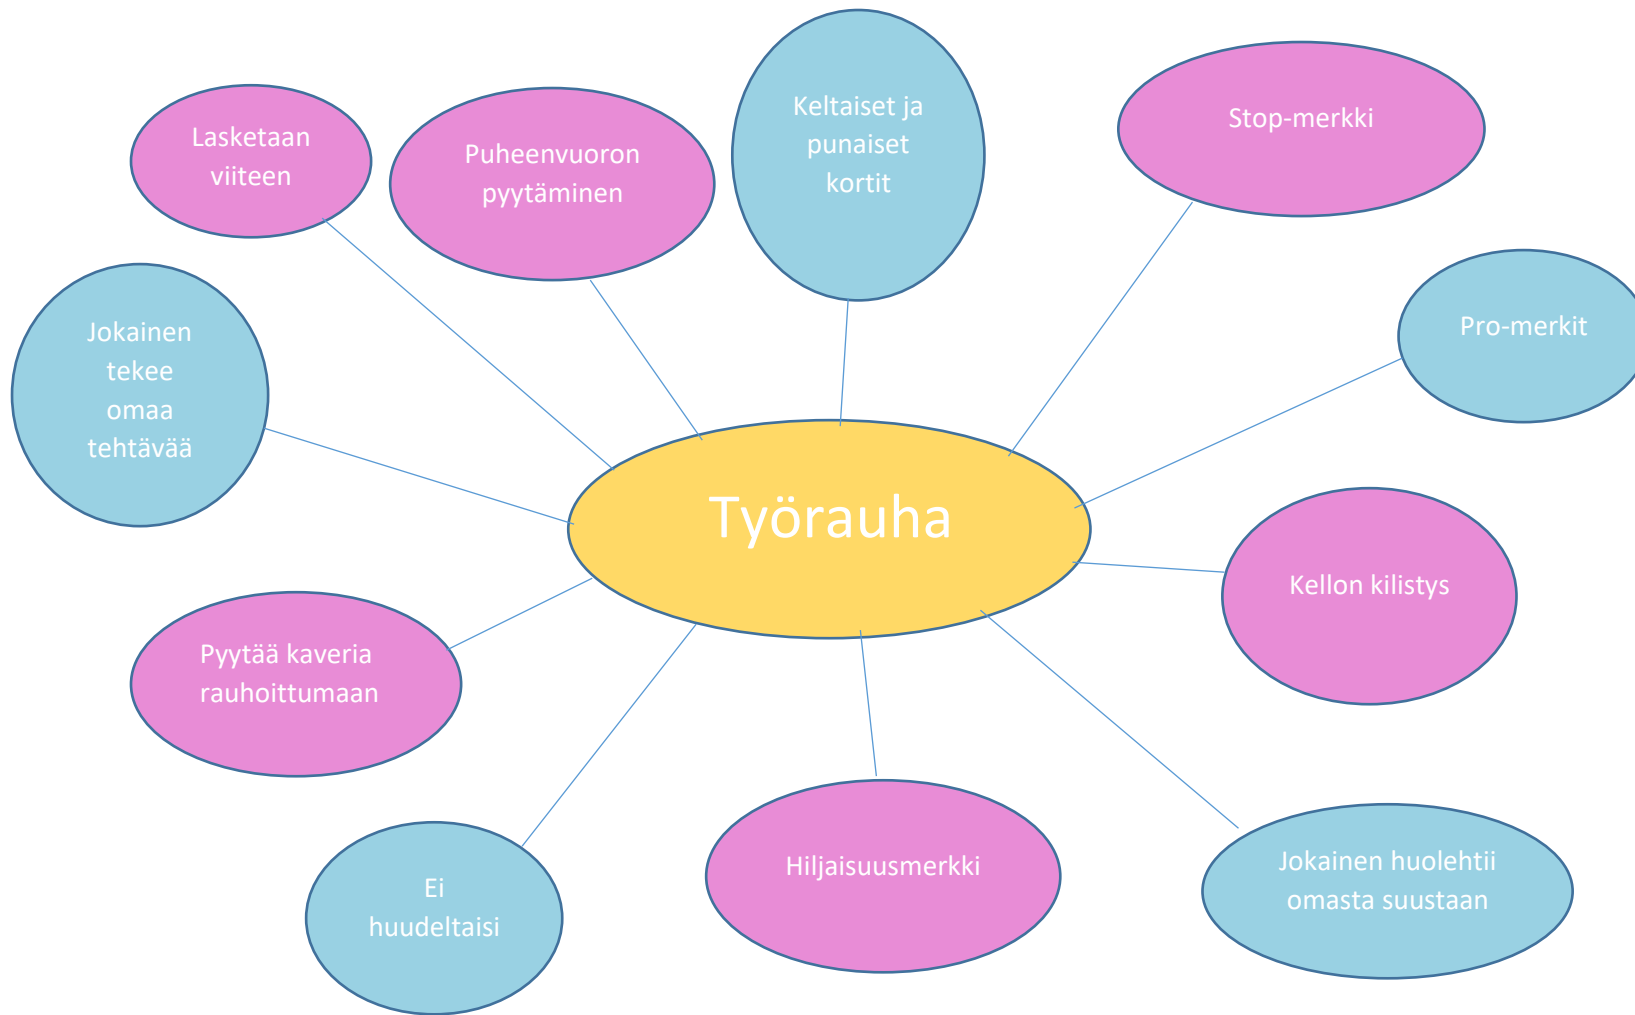 Lasketaan
viiteen
Puheenvuoron
pyytäminen
Keltaiset ja
punaiset
kortit
Stop-merkki
Pro-merkit
Jokainen
tekee
omaa
tehtävää
Työrauha
Kellon kilistys
Pyytää kaveria
rauhoittumaan
Ei
huudeltaisi
Hiljaisuusmerkki
Jokainen huolehtii
omasta suustaan